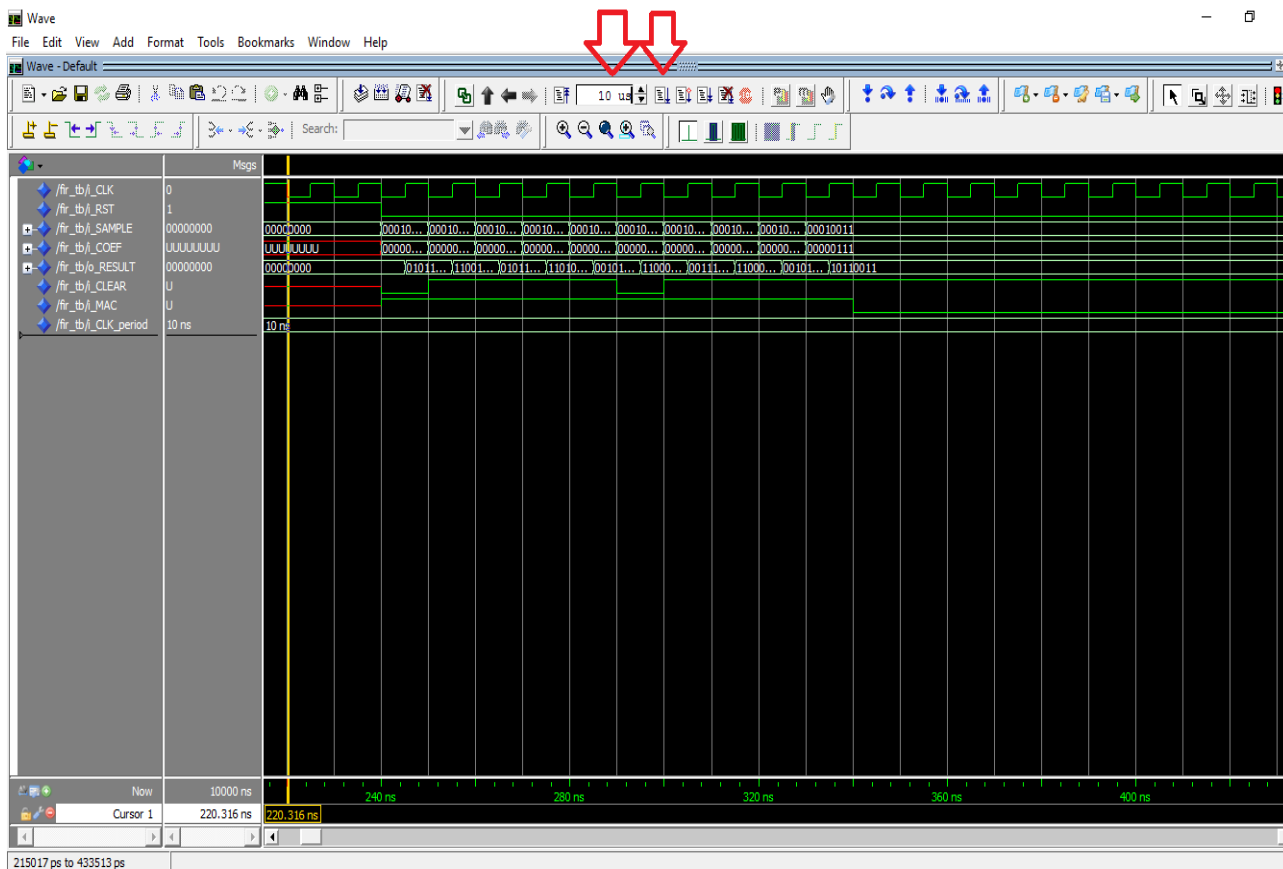 Wave
File Edit View Add Format Tools Bookmarks Window Help
Wave - Default
10 us
Search:
Msgs
/fir_tb/i_CLK 0
/fir_tb/i_RST 1
/fir_tb/i_SAMPLE 00000000 00000000 00010... 00010... 00010... 00010... 00010... 00010... 00010... 00010... 00010... 00010011
/fir_tb/i_COEF UUUUUUUU UUUUUUUU 00000... 00000... 00000... 00000... 00000... 00000... 00000... 00000... 00000... 00000111
/fir_tb/o_RESULT 00000000 00000000 01011... 11001... 01011... 11010... 00101... 11000... 00111... 11000... 00101... 10110011
/fir_tb/i_CLEAR U
/fir_tb/i_MAC U
/fir_tb/i_CLK_period 10 ns 10 ns
Now 10000 ns 240 ns 280 ns 320 ns 360 ns 400 ns
Cursor 1 220.316 ns 220.316 ns
215017 ps to 433513 ps